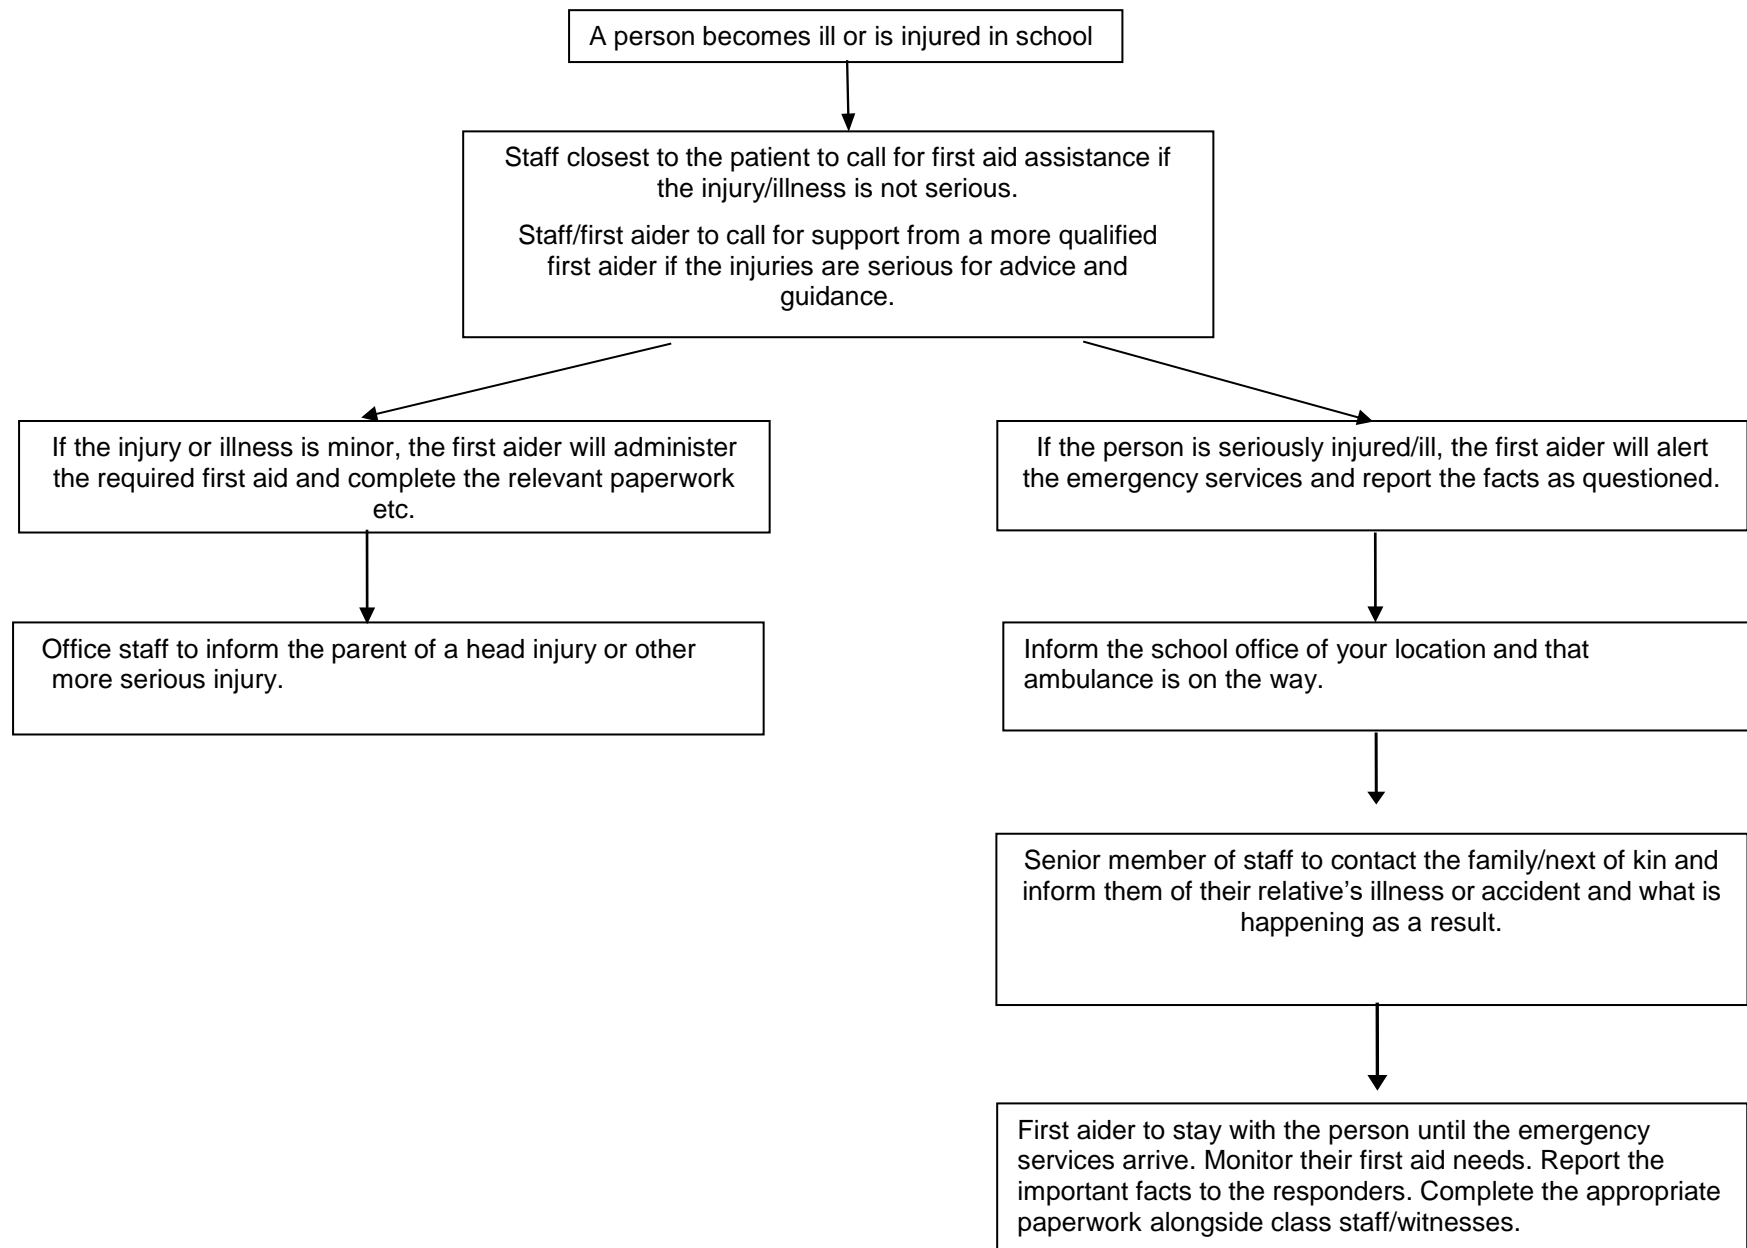 A person becomes ill or is injured in school
Staff closest to the patient to call for first aid assistance if
the injury/illness is not serious.
Staff/first aider to call for support from a more qualified
first aider if the injuries are serious for advice and
guidance.
If the injury or illness is minor, the first aider will administer
the required first aid and complete the relevant paperwork
etc.
Office staff to inform the parent of a head injury or other
more serious injury.
If the person is seriously injured/ill, the first aider will alert
the emergency services and report the facts as questioned.
Inform the school office of your location and that
ambulance is on the way.
Senior member of staff to contact the family/next of kin and
inform them of their relative’s illness or accident and what is
happening as a result.
First aider to stay with the person until the emergency
services arrive. Monitor their first aid needs. Report the
important facts to the responders. Complete the appropriate
paperwork alongside class staff/witnesses.